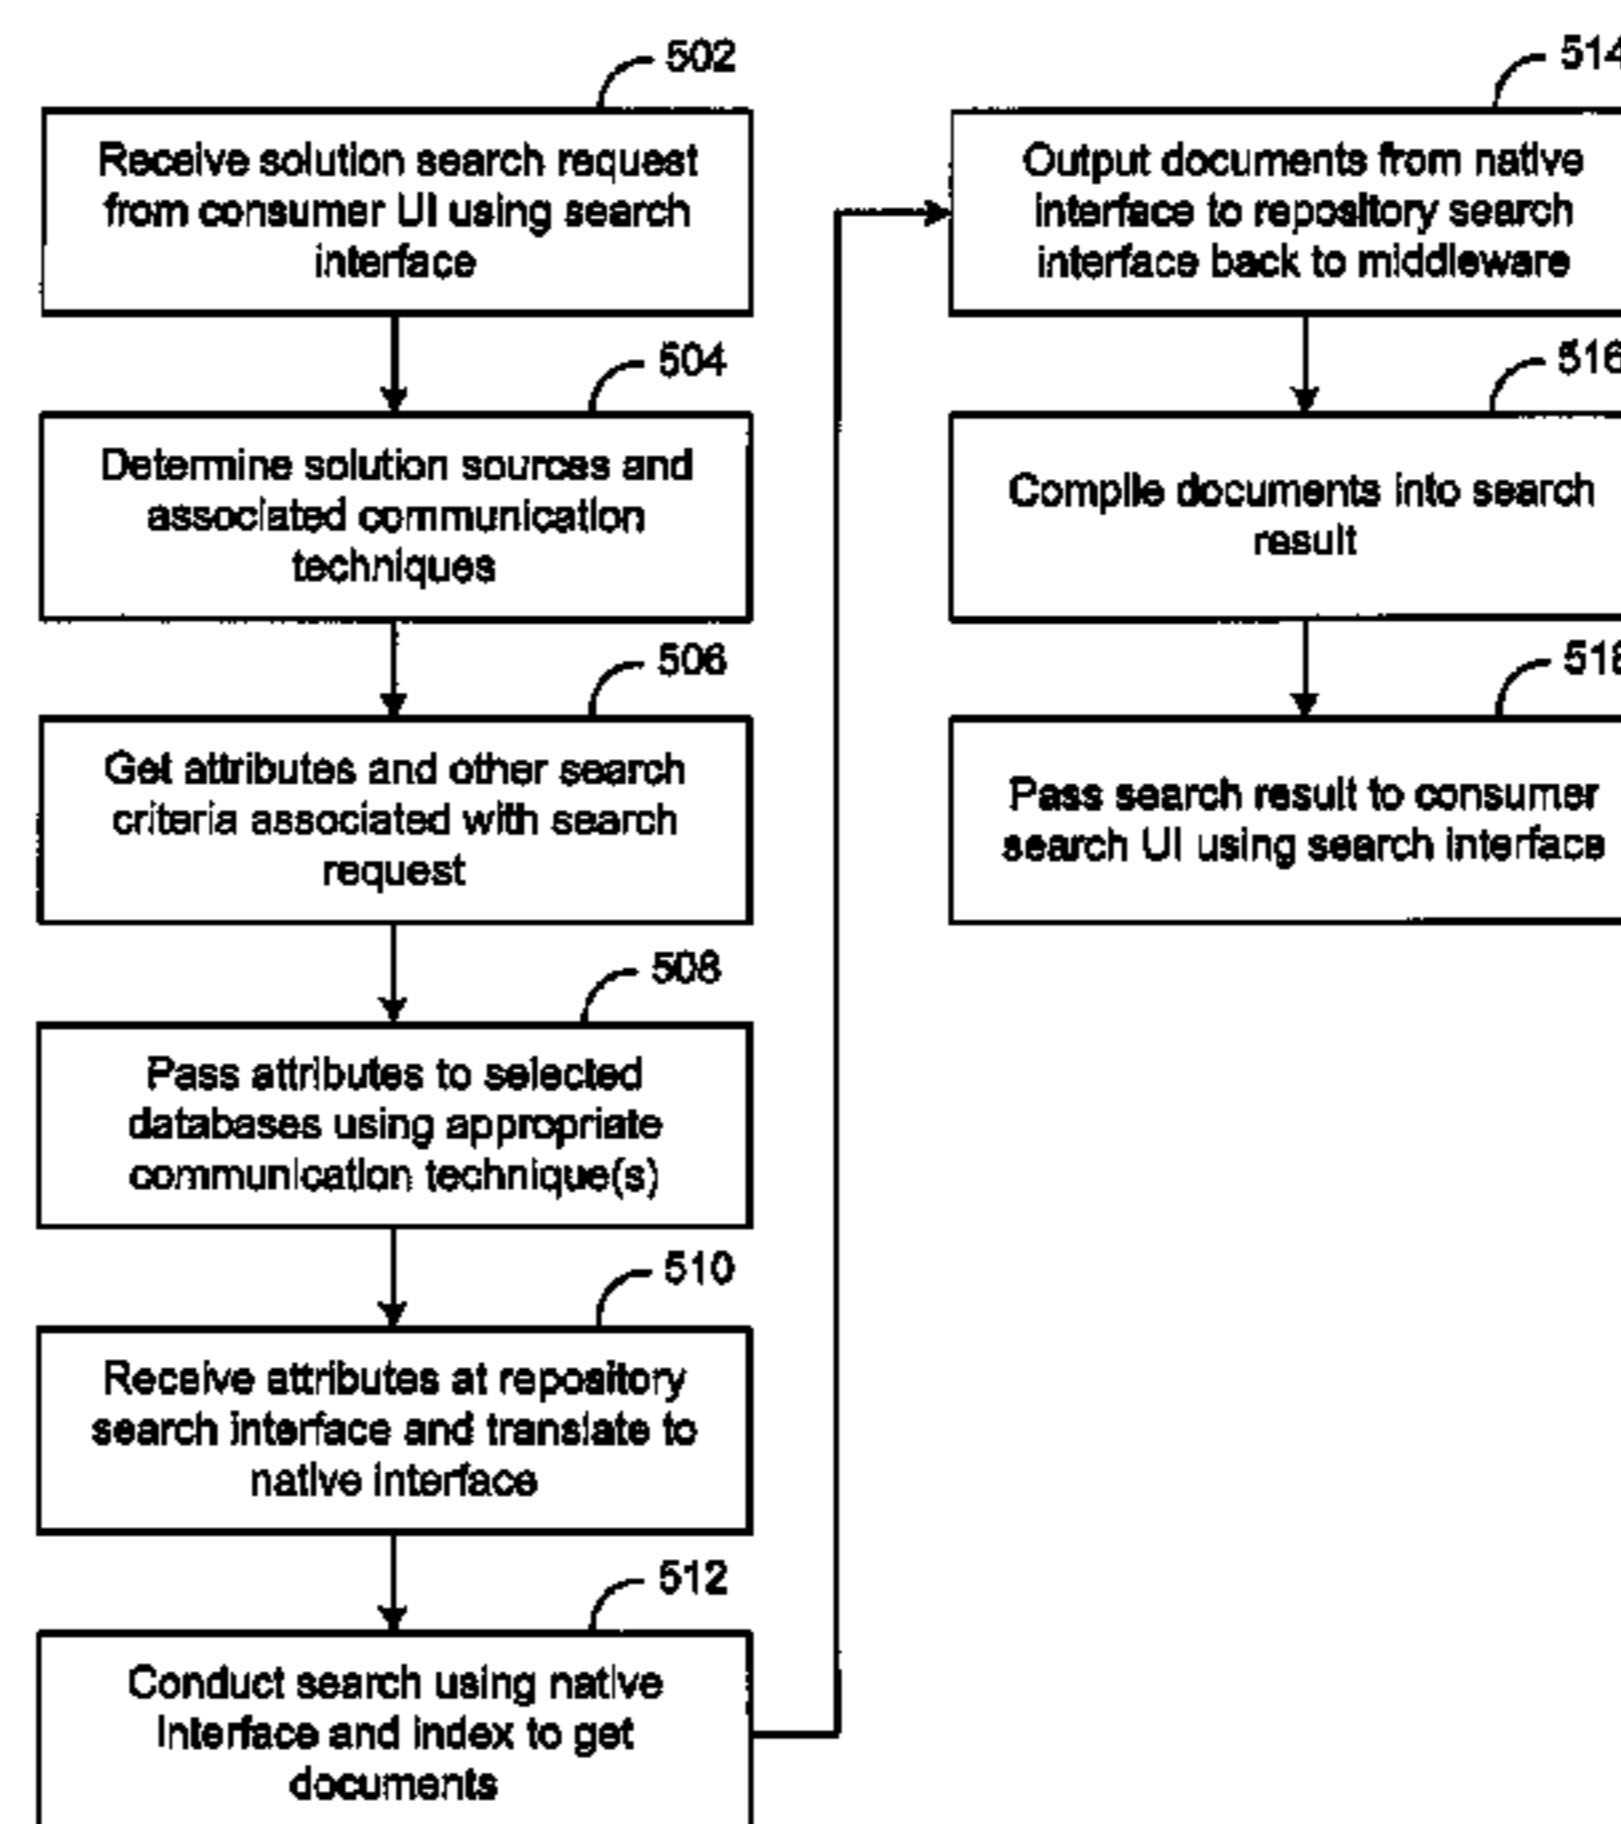 502
Receive solution search request
from consumer UI using search
interface
504
Determine solution sources and
associated communication
techniques
506
Get attributes and other search
criteria associated with search
request
508
Pass attributes to selected
databases using appropriate
communication technique(s)
510
Receive attributes at repository
search interface and translate to
native interface
512
Conduct search using native
interface and index to get
documents
514
Output documents from native
interface to repository search
interface back to middleware
516
Compile documents into search
result
518
Pass search result to consumer
search UI using search interface